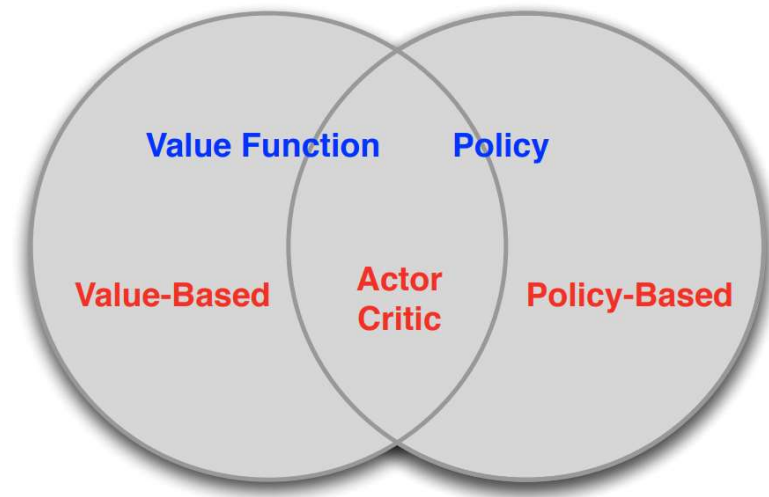 Value Function Policy
Value-Based
Actor
Critic
Policy-Based